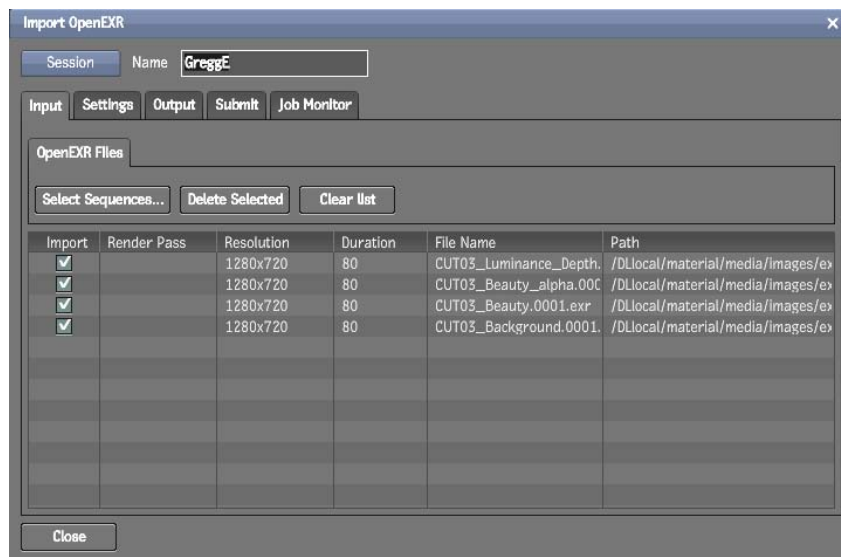 Import OpenEXR ×
Session Name GreggE
Input Settings Output Submit Job Monitor
OpenEXR Files
Select Sequences... Delete Selected Clear List
Import Render Pass Resolution Duration File Name Path
1280x720 80 CUT03_Luminance_Depth. /DLlocal/material/media/images/ex
1280x720 80 CUT03_Beauty_alpha.000 /DLlocal/material/media/images/ex
1280x720 80 CUT03_Beauty.0001.exr /DLlocal/material/media/images/ex
1280x720 80 CUT03_Background.0001. /DLlocal/material/media/images/ex
Close